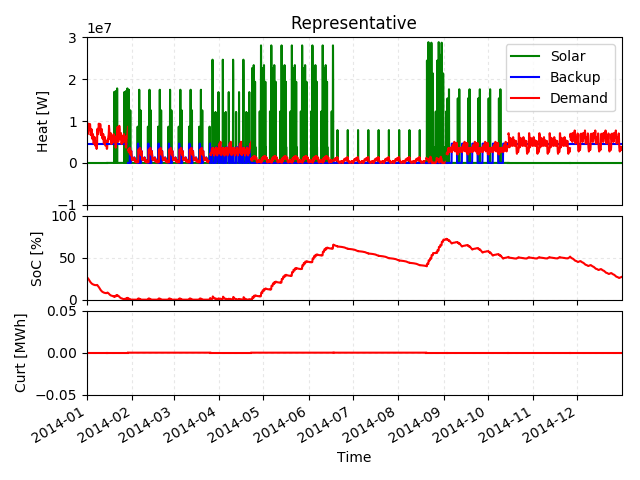 Representative
1e7
3
2
1
0
−1
Heat [W]
Solar
Backup
Demand
100
50
0
SoC [%]
0.05
0.00
−0.05
Curt [MWh]
2014-01
2014-02
2014-03
2014-04
2014-05
2014-06
2014-07
2014-08
2014-09
2014-10
2014-11
2014-12
Time